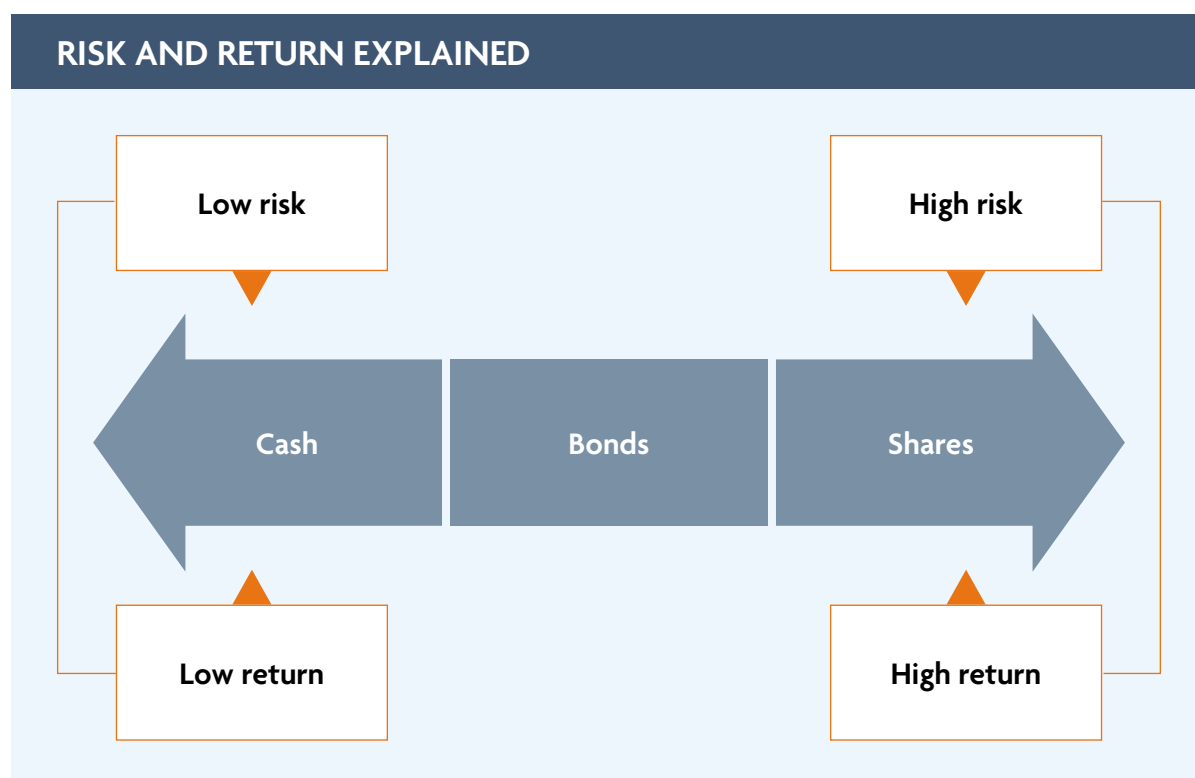 RISK AND RETURN EXPLAINED
Low risk
High risk
Cash
Bonds
Shares
Low return
High return